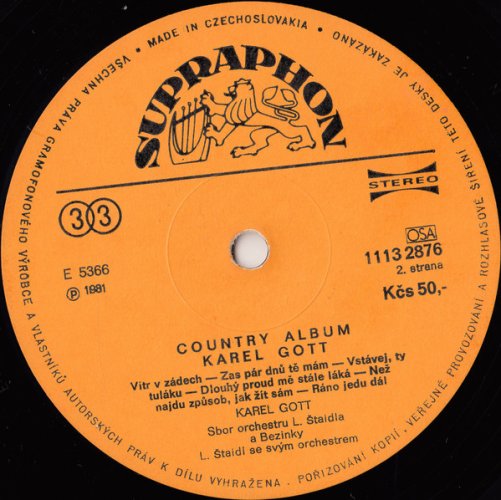 VŠECHNA PRÁVA GRAMOFONOVÉHO VÝROBCE A VLASTNÍKŮ AUTORSKÝCH PRÁV K DÍLU VYHRAŽENA.
MADE IN CZECHOSLOVAKIA • ZAKÁZÁNO
POŘIZOVÁNÍ KOPIÍ, VEŘEJNÉ PROVOZOVÁNÍ A ROZHLASOVÉ ŠÍŘENÍ TÉTO DESKY JE ZAKÁZÁNO
SUPRAPHON
33
STEREO
OSA
E 5366
1113 2876
Ⓟ 1981
2. strana
Kčs 50,-
COUNTRY ALBUM
KAREL GOTT
Vítr v zádech — Zas pár dnů tě mám — Vstávej, ty
tuláku — Dlouhý proud mě stále láká — Než
najdu způsob, jak žít sám — Ráno jedu dál
KAREL GOTT
Sbor orchestru L. Štaidla
a Bezinky
L. Štaidl se svým orchestrem